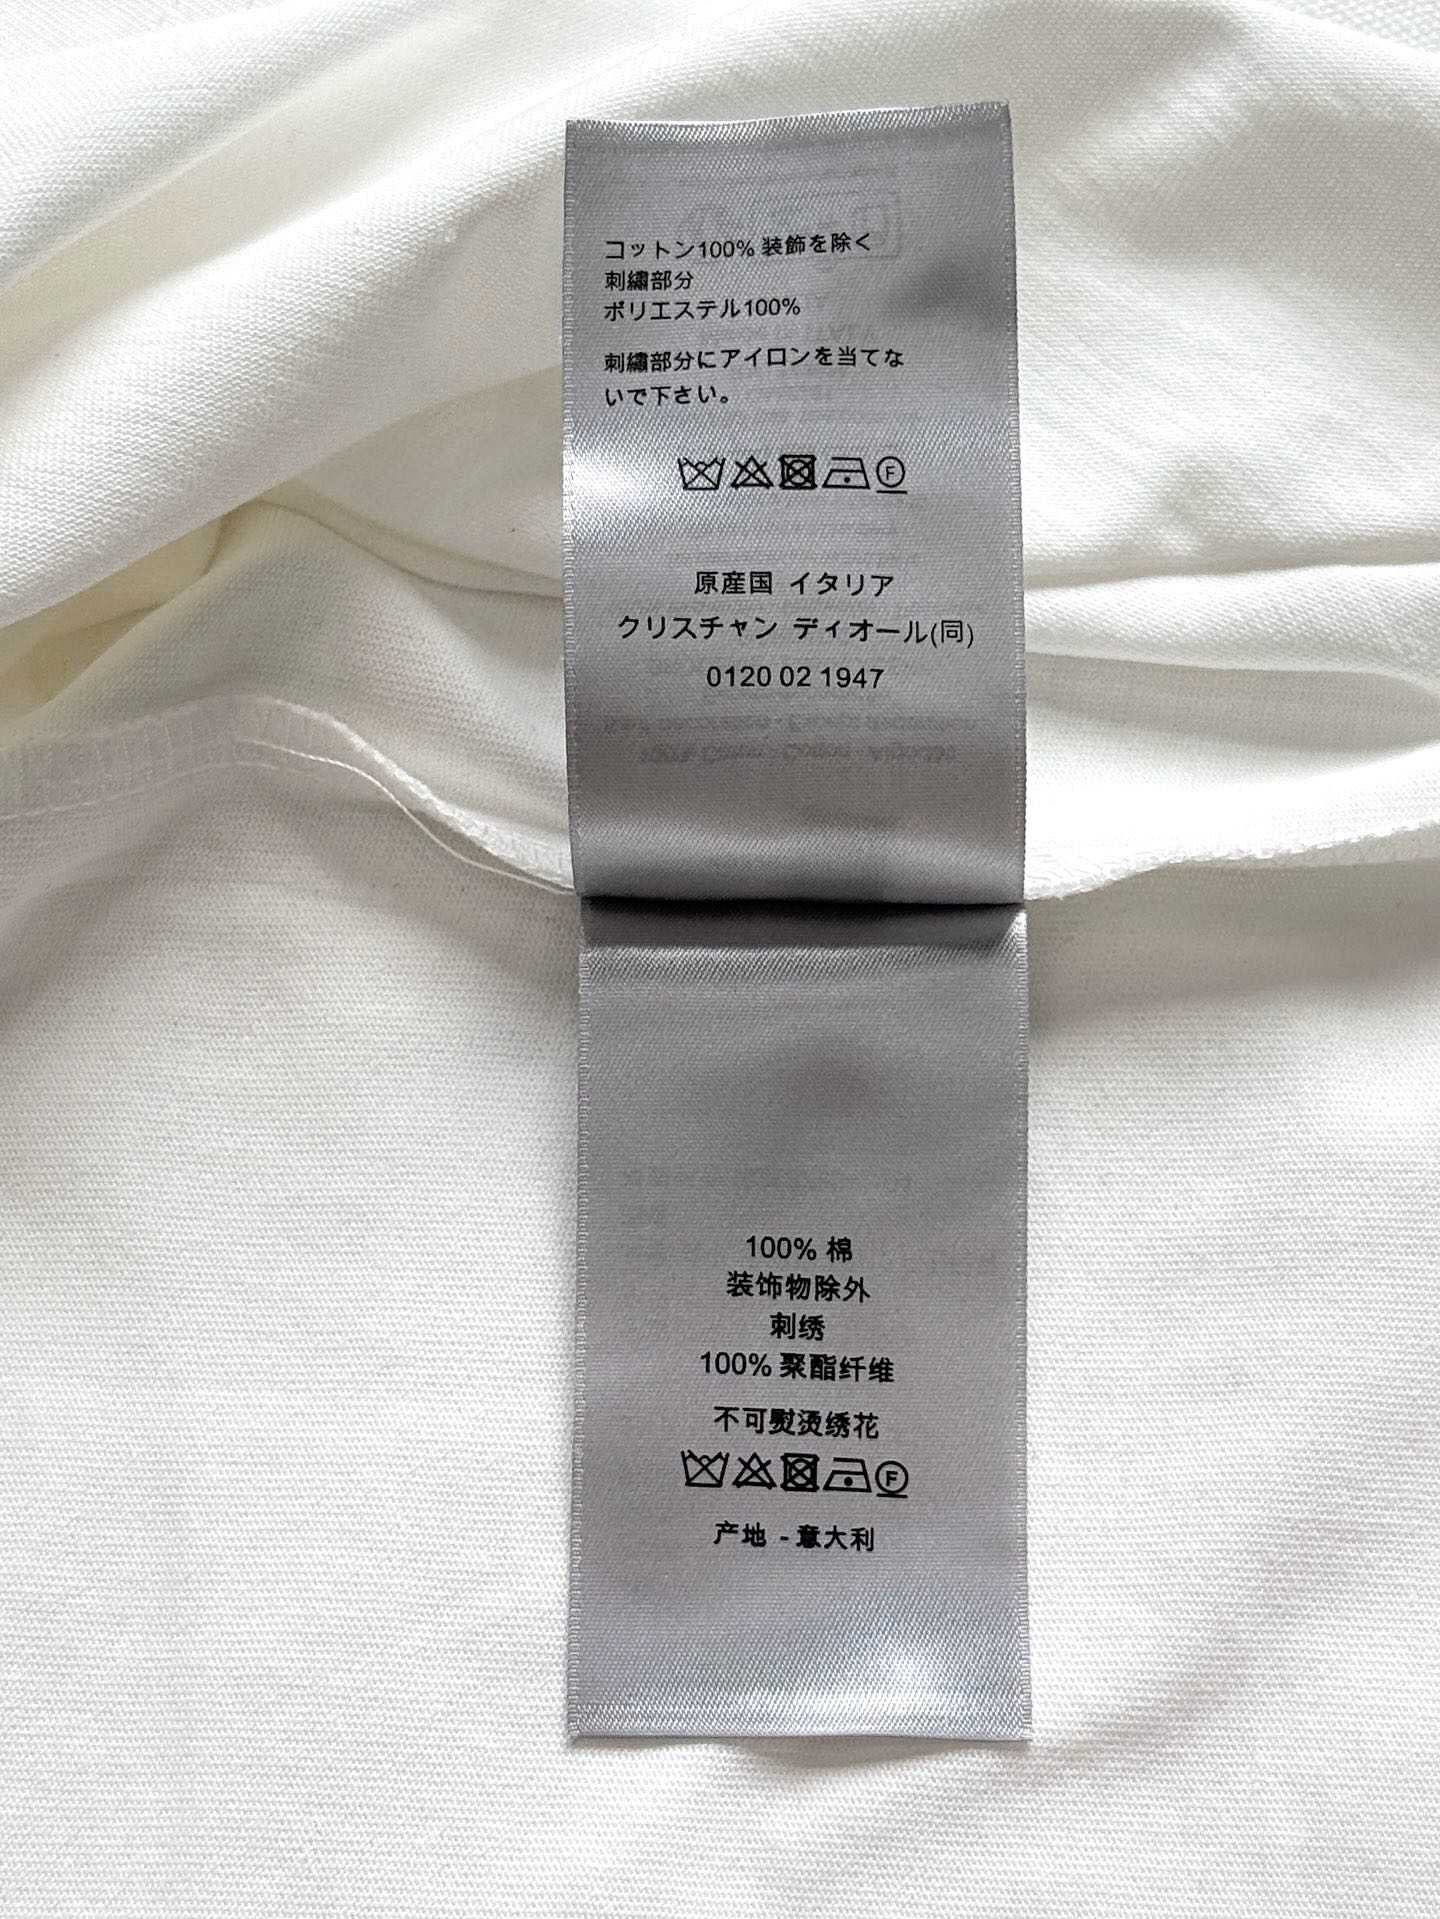 コットン100% 装飾を除く
刺繍部分
ポリエステル100%
刺繍部分にアイロンを当てな
いで下さい。
F
原産国 イタリア
クリスチャン ディオール(同)
0120 02 1947
100% 棉
装饰物除外
刺绣
100% 聚酯纤维
不可熨烫绣花
F
产地 - 意大利